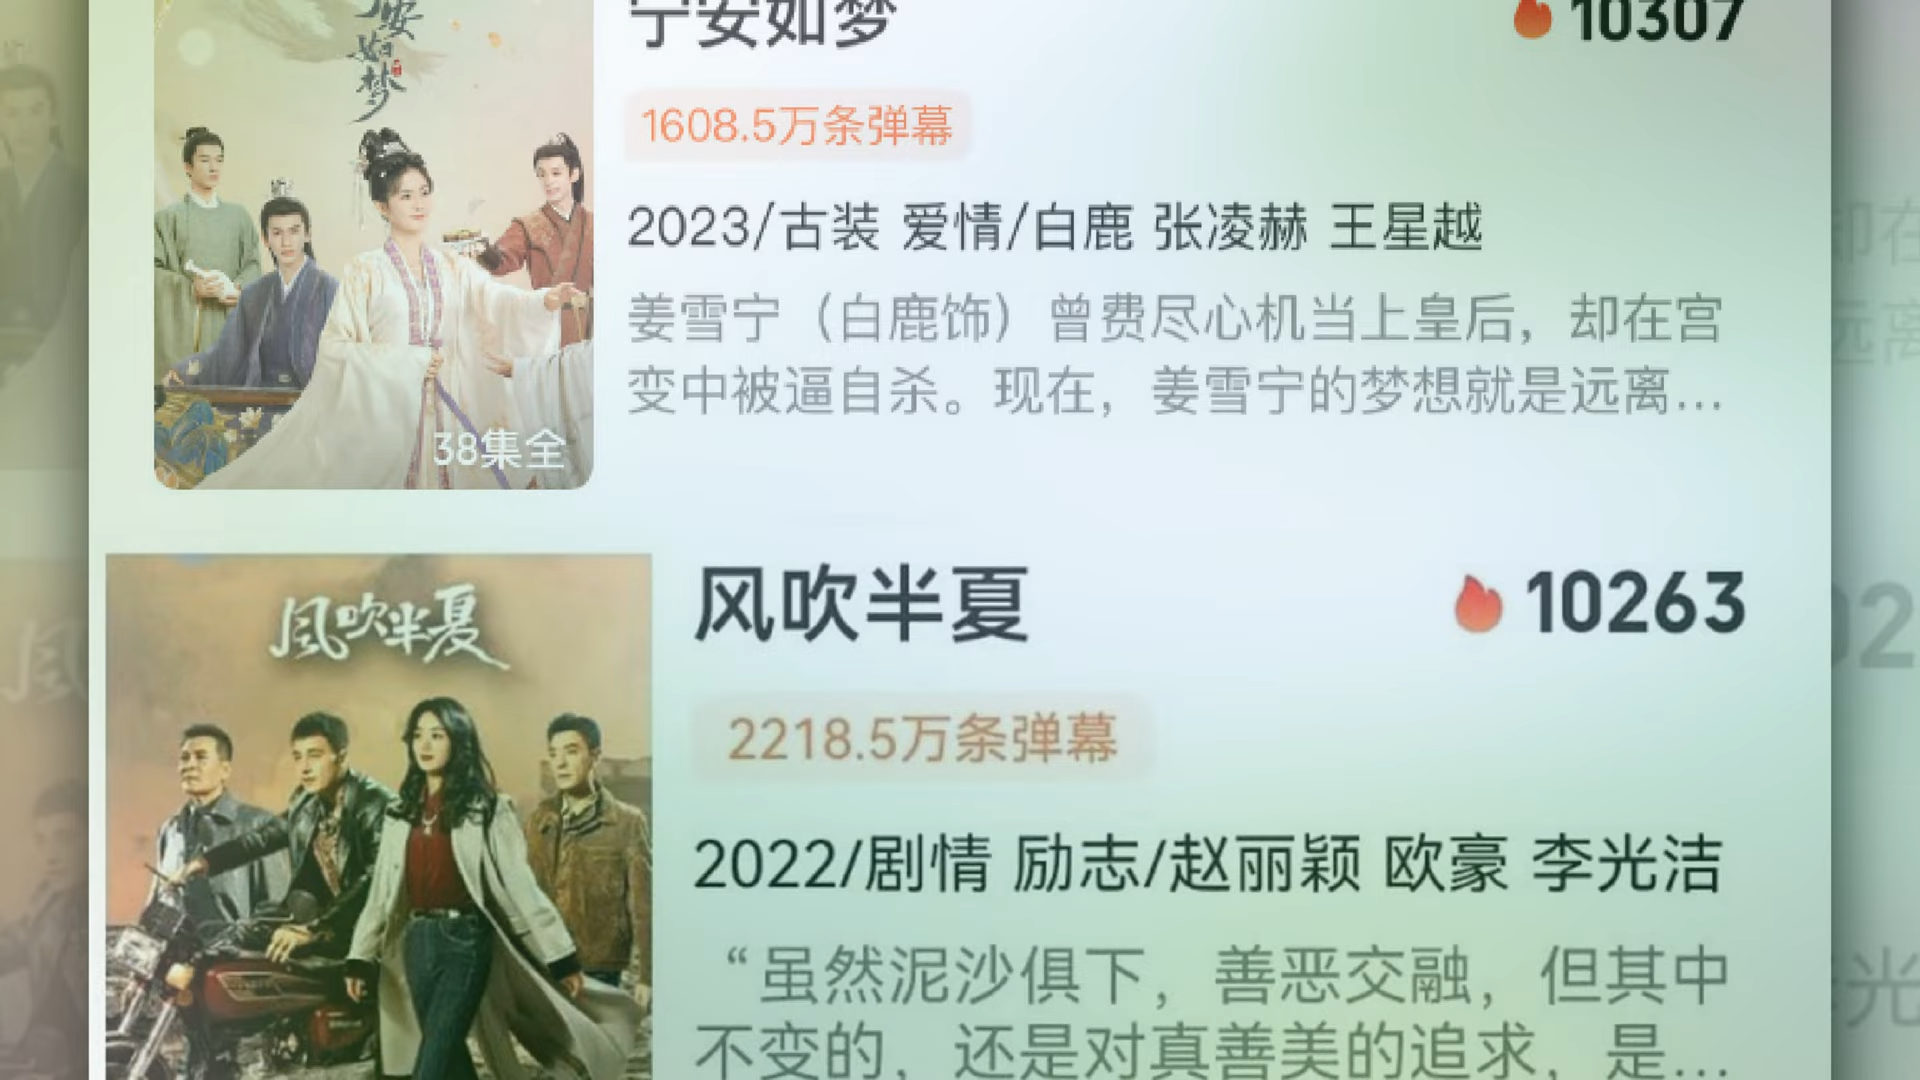 宁安如梦
10307
安如梦
1608.5万条弹幕
2023/古装 爱情/白鹿 张凌赫 王星越
姜雪宁（白鹿饰）曾费尽心机当上皇后，却在宫
变中被逼自杀。现在，姜雪宁的梦想就是远离...
38集全
风吹半夏
风吹半夏
10263
2218.5万条弹幕
2022/剧情 励志/赵丽颖 欧豪 李光洁
“虽然泥沙俱下，善恶交融，但其中
不变的，还是对真善美的追求，是...